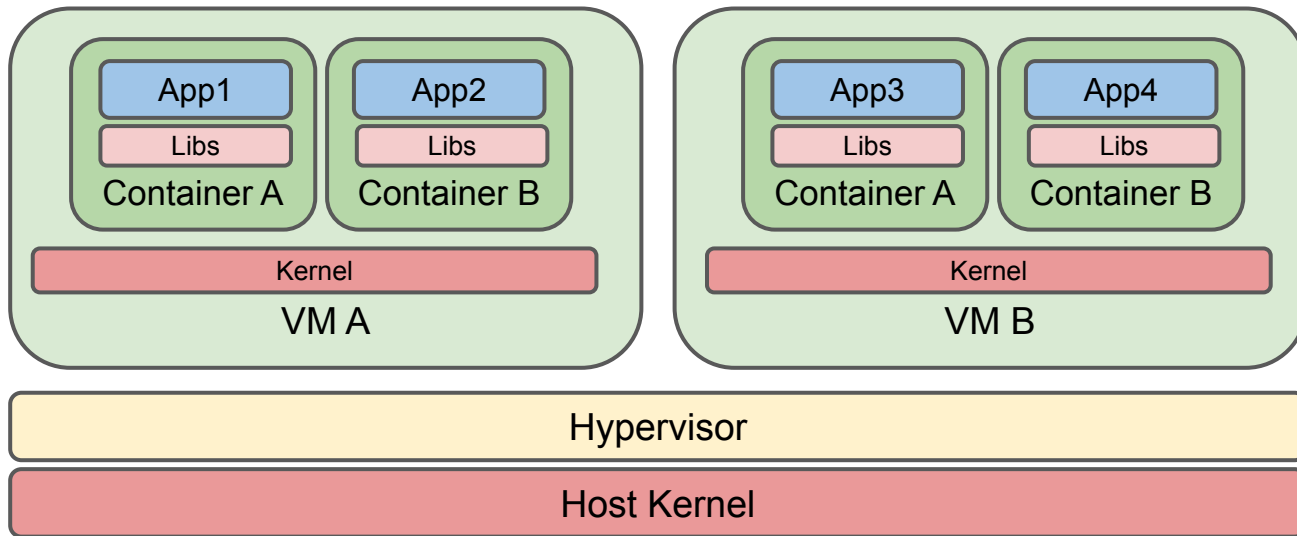 App1
Libs
Container A
App2
Libs
Container B
Kernel
VM A
App3
Libs
Container A
App4
Libs
Container B
Kernel
VM B
Hypervisor
Host Kernel